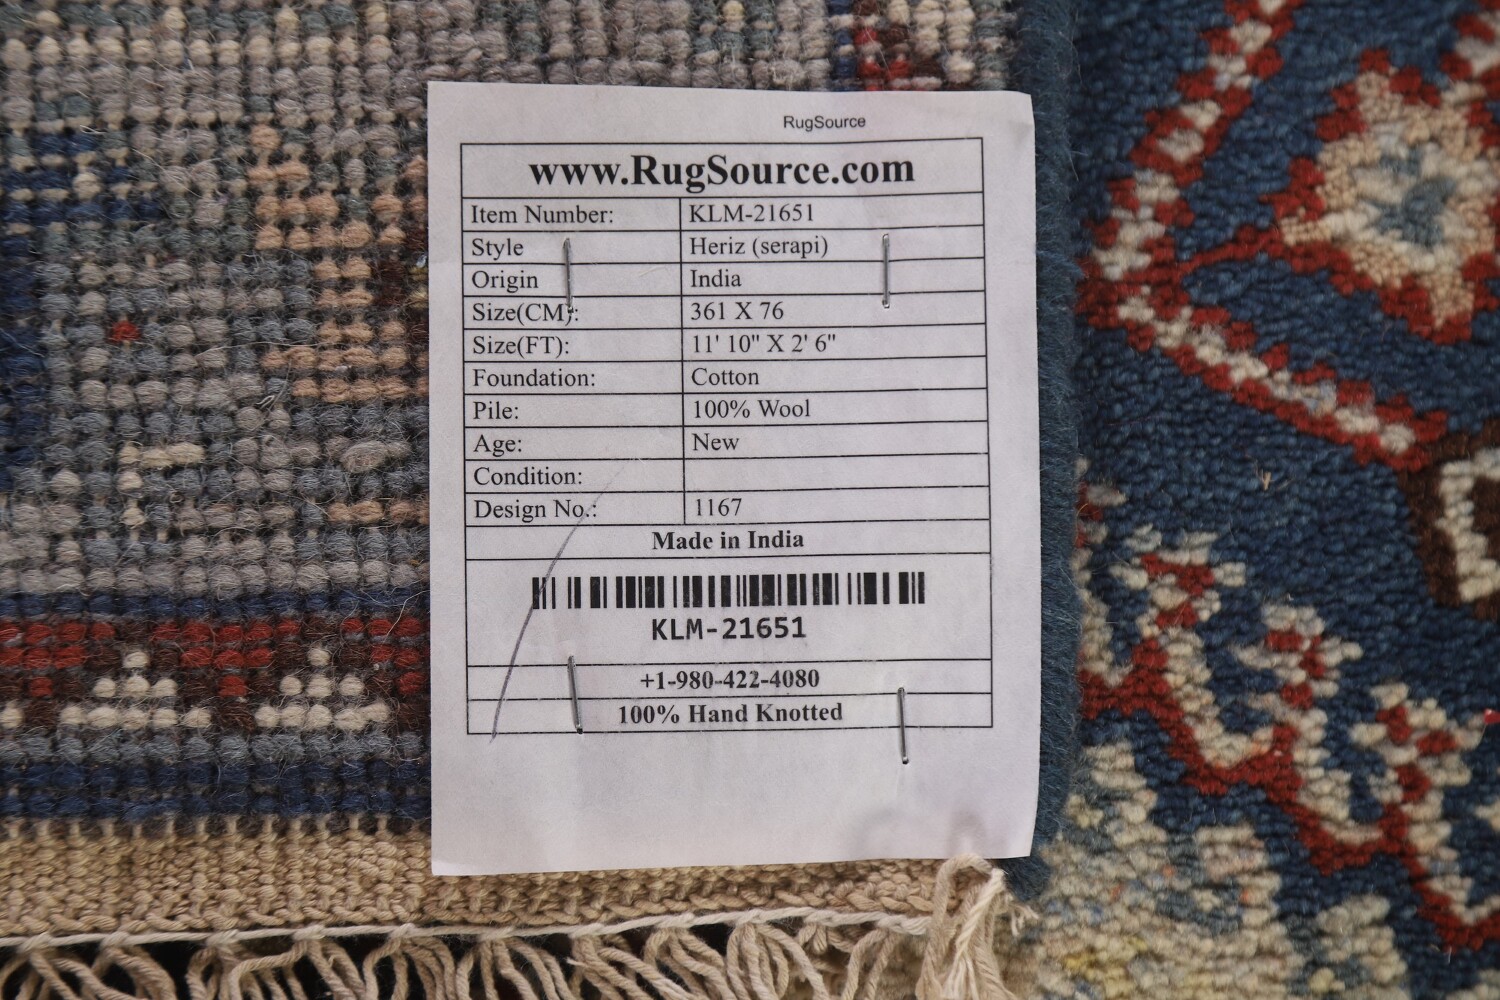 RugSource
www.RugSource.com
Item Number: KLM-21651
Style Heriz (serapi)
Origin India
Size(CM): 361 X 76
Size(FT): 11' 10" X 2' 6"
Foundation: Cotton
Pile: 100% Wool
Age: New
Condition:
Design No.: 1167
Made in India
KLM-21651
+1-980-422-4080
100% Hand Knotted